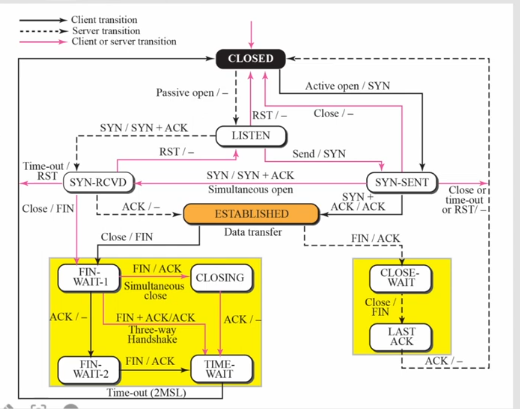 Client transition
Server transition
Client or server transition
CLOSED
Active open / SYN
Passive open / –
RST / –
Close / –
SYN / SYN + ACK
LISTEN
RST / –
Send / SYN
Time-out /
RST
SYN-RCVD
SYN / SYN + ACK
Simultaneous open
SYN-SENT
Close or
time-out
or RST/ –
Close / FIN
ACK / –
SYN +
ACK / ACK
ESTABLISHED
Data transfer
Close / FIN
FIN / ACK
FIN-
WAIT-1
FIN / ACK
Simultaneous
close
CLOSING
CLOSE-
WAIT
ACK / –
FIN + ACK/ACK
Three-way
Handshake
ACK / –
Close /
FIN
LAST
ACK
FIN-
WAIT-2
FIN / ACK
TIME-
WAIT
ACK / –
Time-out (2MSL)